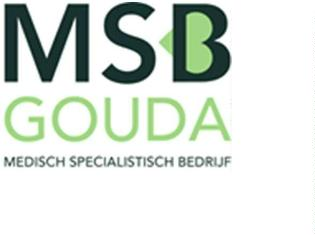 MSB
GOUDA
MEDISCH SPECIALISTISCH BEDRIJF